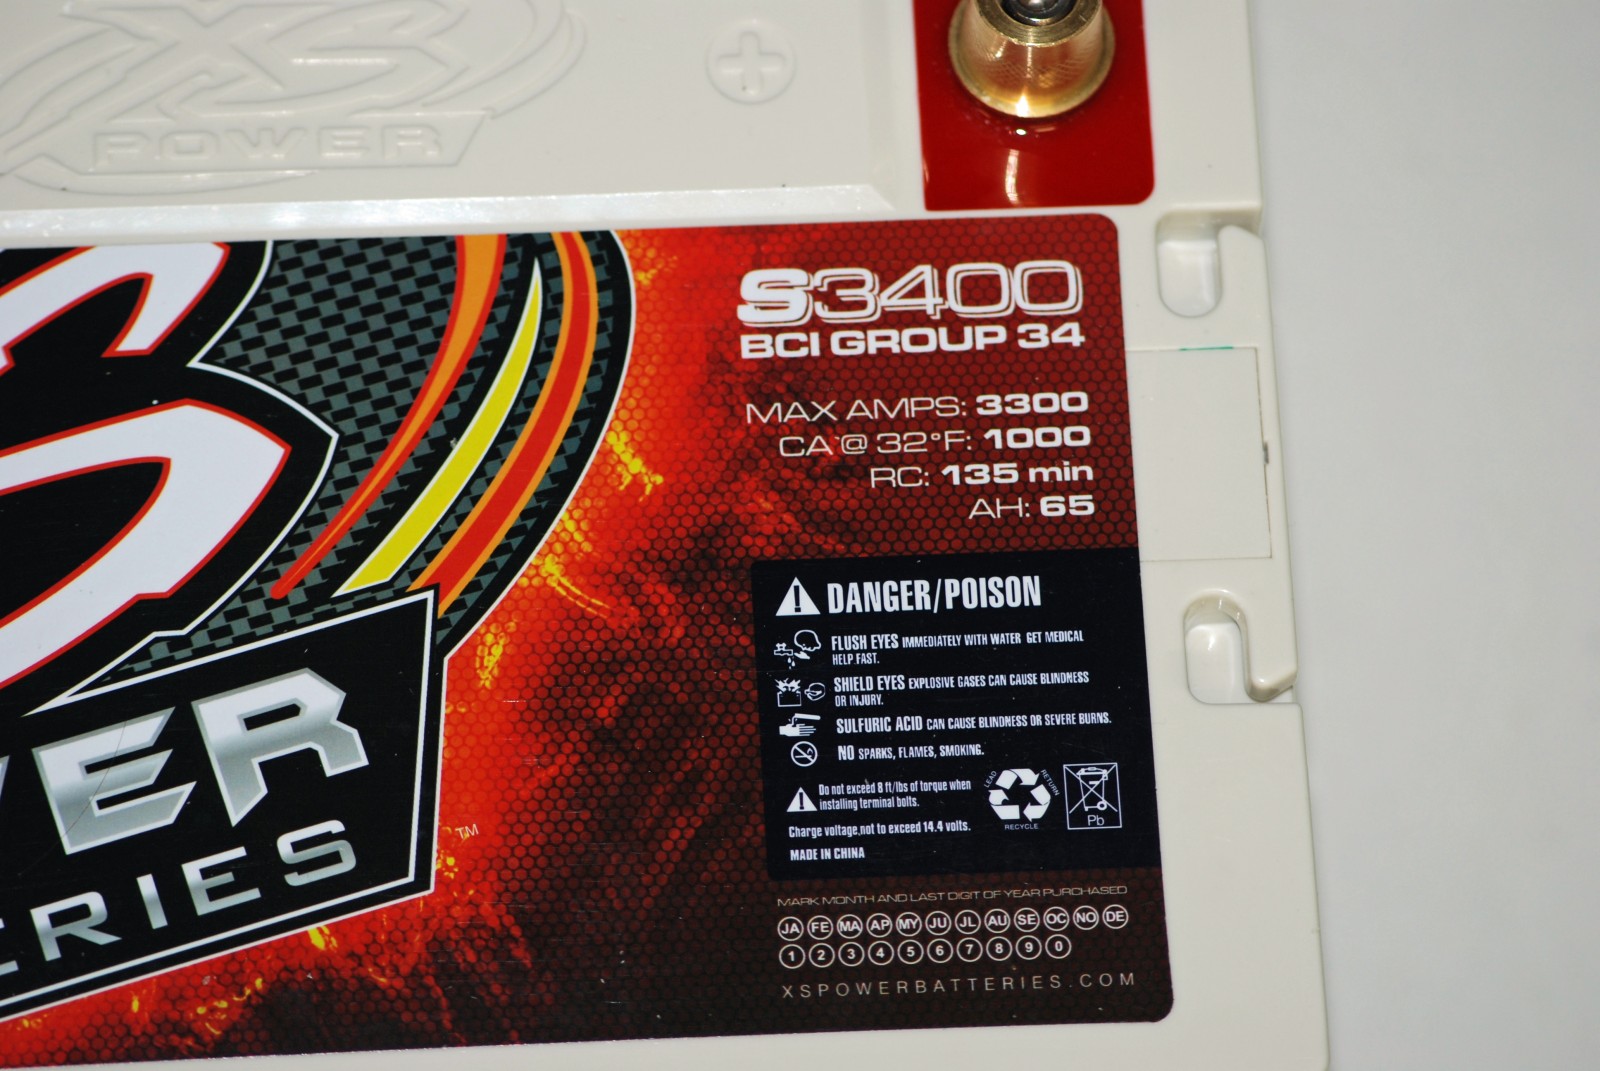 XS
POWER
S3400
BCI GROUP 34
MAX AMPS: 3300
CA @ 32°F: 1000
RC: 135 min
AH: 65
DANGER/POISON
FLUSH EYES IMMEDIATELY WITH WATER GET MEDICAL
HELP FAST.
SHIELD EYES EXPLOSIVE GASES CAN CAUSE BLINDNESS
OR INJURY.
SULFURIC ACID CAN CAUSE BLINDNESS OR SEVERE BURNS.
NO SPARKS, FLAMES, SMOKING.
Do not exceed 8 ft/lbs of torque when
installing terminal bolts.
LEAD RETURN
RECYCLE
Pb
Charge voltage,not to exceed 14.4 volts.
MADE IN CHINA
S
WER
ERIES
TM
MARK MONTH AND LAST DIGIT OF YEAR PURCHASED
JA FE MA AP MY JU JL AU SE OC NO DE
1 2 3 4 5 6 7 8 9 0
XSPOWERBATTERIES.COM